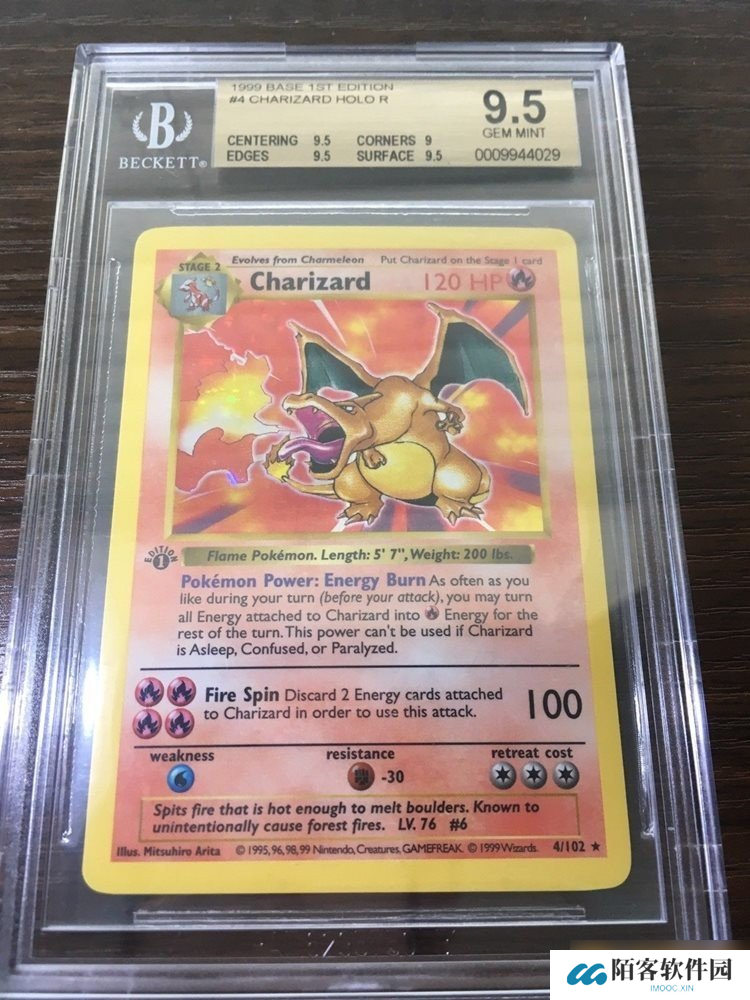 1999 BASE 1ST EDITION
#4 CHARIZARD HOLO R
9.5
GEM MINT
CENTERING 9.5 CORNERS 9
EDGES 9.5 SURFACE 9.5
0009944029
B
BECKETT®
STAGE 2
Evolves from Charmeleon Put Charizard on the Stage 1 card
Charizard 120 HP
EDITION
1
Flame Pokémon. Length: 5' 7", Weight: 200 lbs.
Pokémon Power: Energy Burn As often as you
like during your turn (before your attack), you may turn
all Energy attached to Charizard into Energy for the
rest of the turn. This power can't be used if Charizard
is Asleep, Confused, or Paralyzed.
Fire Spin Discard 2 Energy cards attached
to Charizard in order to use this attack.
100
weakness resistance retreat cost
-30
Spits fire that is hot enough to melt boulders. Known to
unintentionally cause forest fires. LV. 76 #6
Illus. Mitsuhiro Arita © 1995, 96, 98, 99 Nintendo, Creatures, GAMEFREAK. © 1999 Wizards. 4/102 ★
陌客软件园
IMOOC.XIN